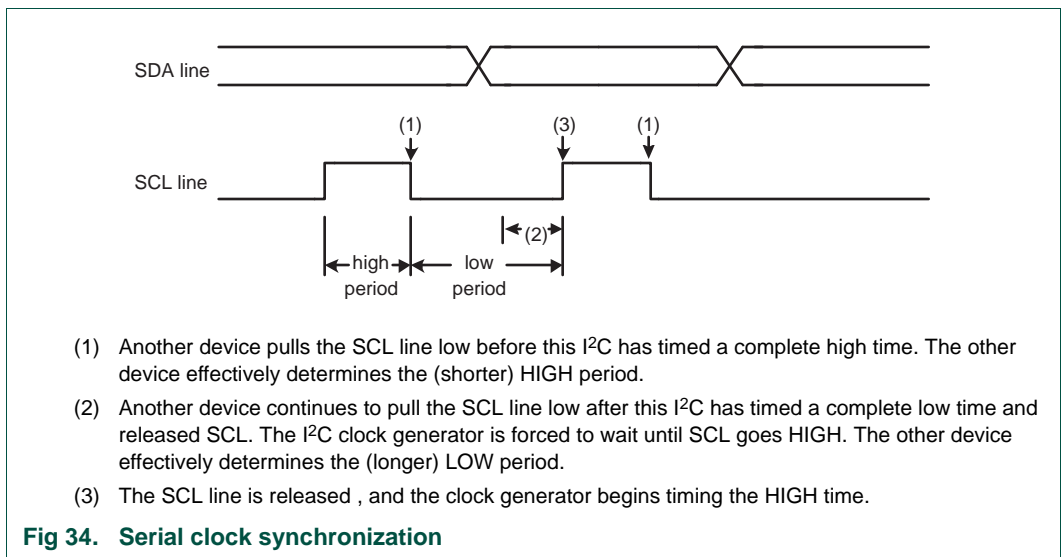 SDA line
(1)
(3)
(1)
SCL line
(2)
high
period
low
period
(1) Another device pulls the SCL line low before this I2C has timed a complete high time. The other
device effectively determines the (shorter) HIGH period.
(2) Another device continues to pull the SCL line low after this I2C has timed a complete low time and
released SCL. The I2C clock generator is forced to wait until SCL goes HIGH. The other device
effectively determines the (longer) LOW period.
(3) The SCL line is released , and the clock generator begins timing the HIGH time.
Fig 34. Serial clock synchronization